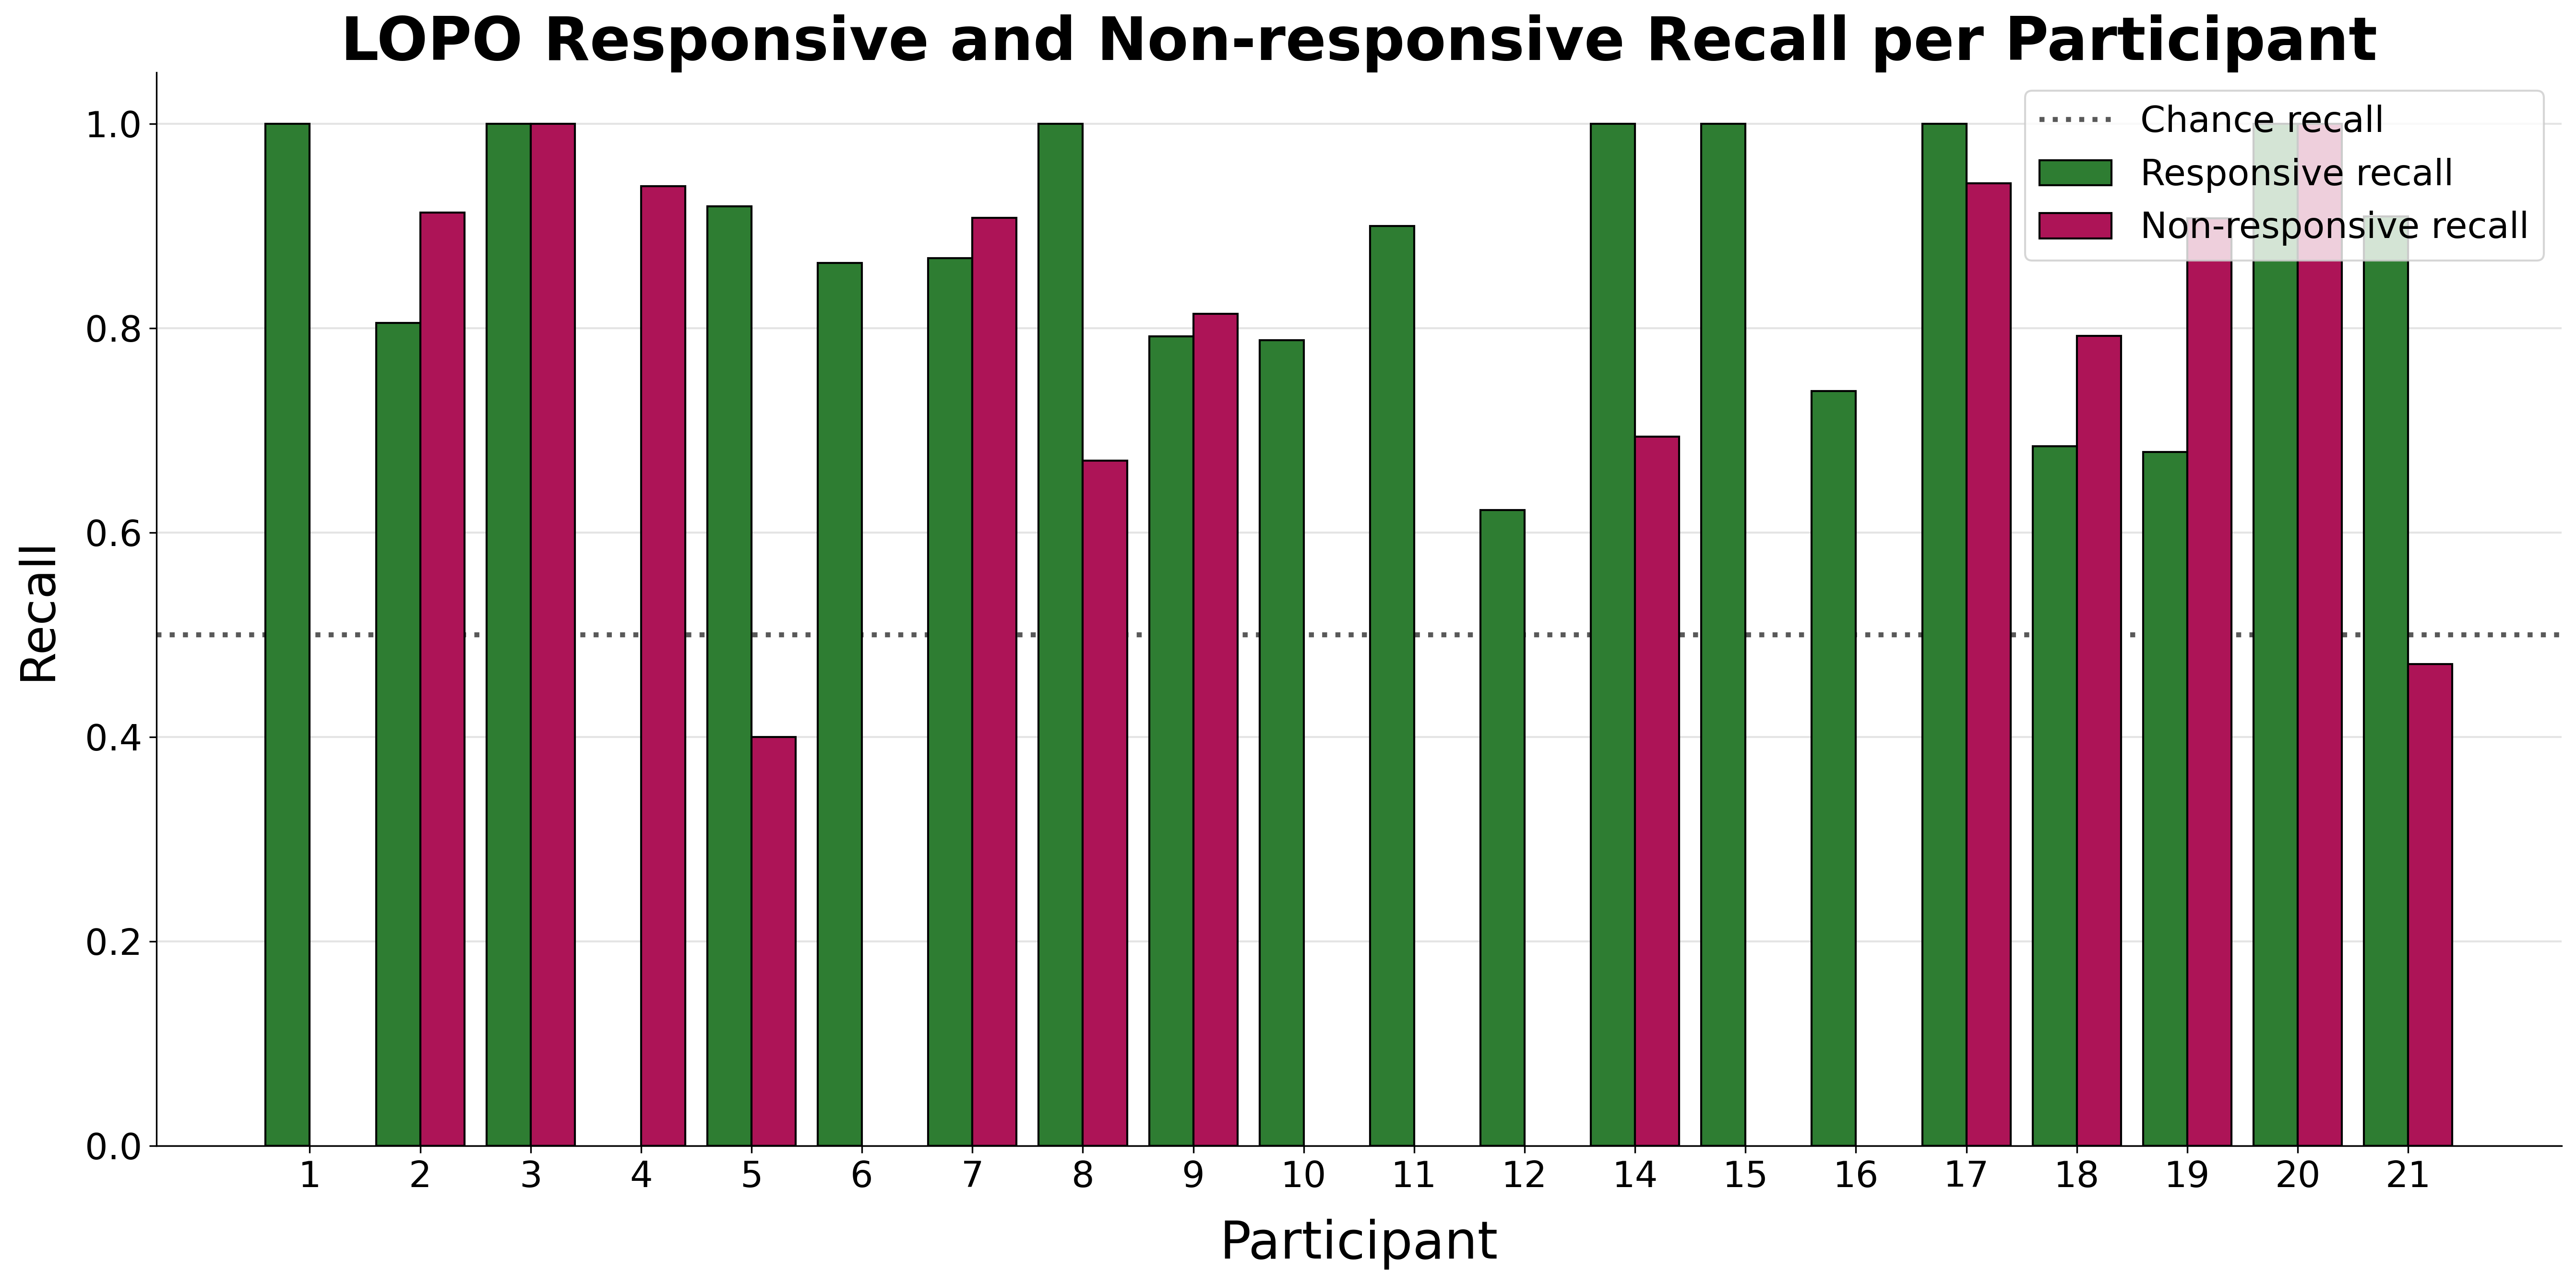 LOPO Responsive and Non-responsive Recall per Participant
Chance recall
Responsive recall
Non-responsive recall
Recall
1.0
0.8
0.6
0.4
0.2
0.0
1 2 3 4 5 6 7 8 9 10 11 12 14 15 16 17 18 19 20 21
Participant